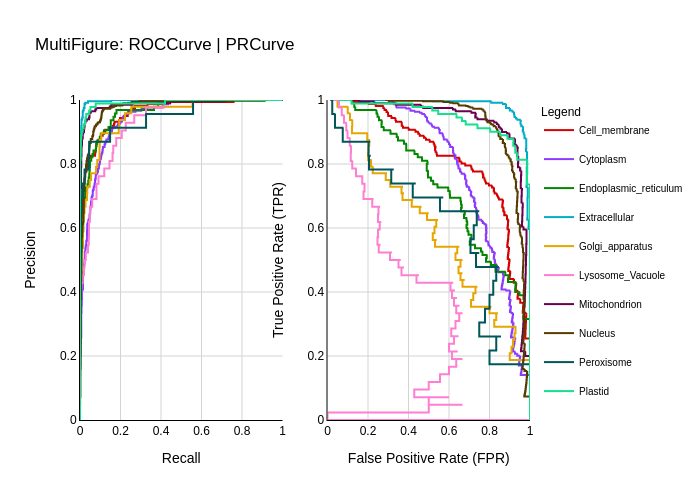 MultiFigure: ROCCurve | PRCurve
Precision
1
0.8
0.6
0.4
0.2
0
0 0.2 0.4 0.6 0.8 1
Recall
True Positive Rate (TPR)
1
0.8
0.6
0.4
0.2
0
0 0.2 0.4 0.6 0.8 1
False Positive Rate (FPR)
Legend
Cell_membrane
Cytoplasm
Endoplasmic_reticulum
Extracellular
Golgi_apparatus
Lysosome_Vacuole
Mitochondrion
Nucleus
Peroxisome
Plastid